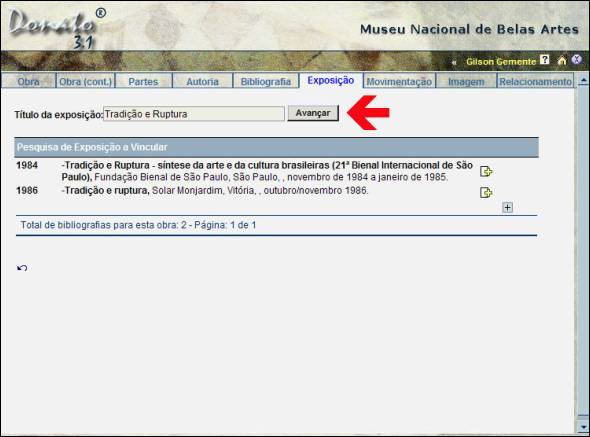 Donato ®
3.1
Museu Nacional de Belas Artes
« Gilson Gemente ?
Obra Obra (cont.) Partes Autoria Bibliografia Exposição Movimentação Imagem Relacionamento
Título da exposição: Tradição e Ruptura Avançar
Pesquisa de Exposição a Vincular
1984 -Tradição e Ruptura - síntese da arte e da cultura brasileiras (21ª Bienal Internacional de São
Paulo), Fundação Bienal de São Paulo, São Paulo, , novembro de 1984 a janeiro de 1985.
1986 -Tradição e ruptura, Solar Monjardim, Vitória, , outubro/novembro 1986.
Total de bibliografias para esta obra: 2 - Página: 1 de 1